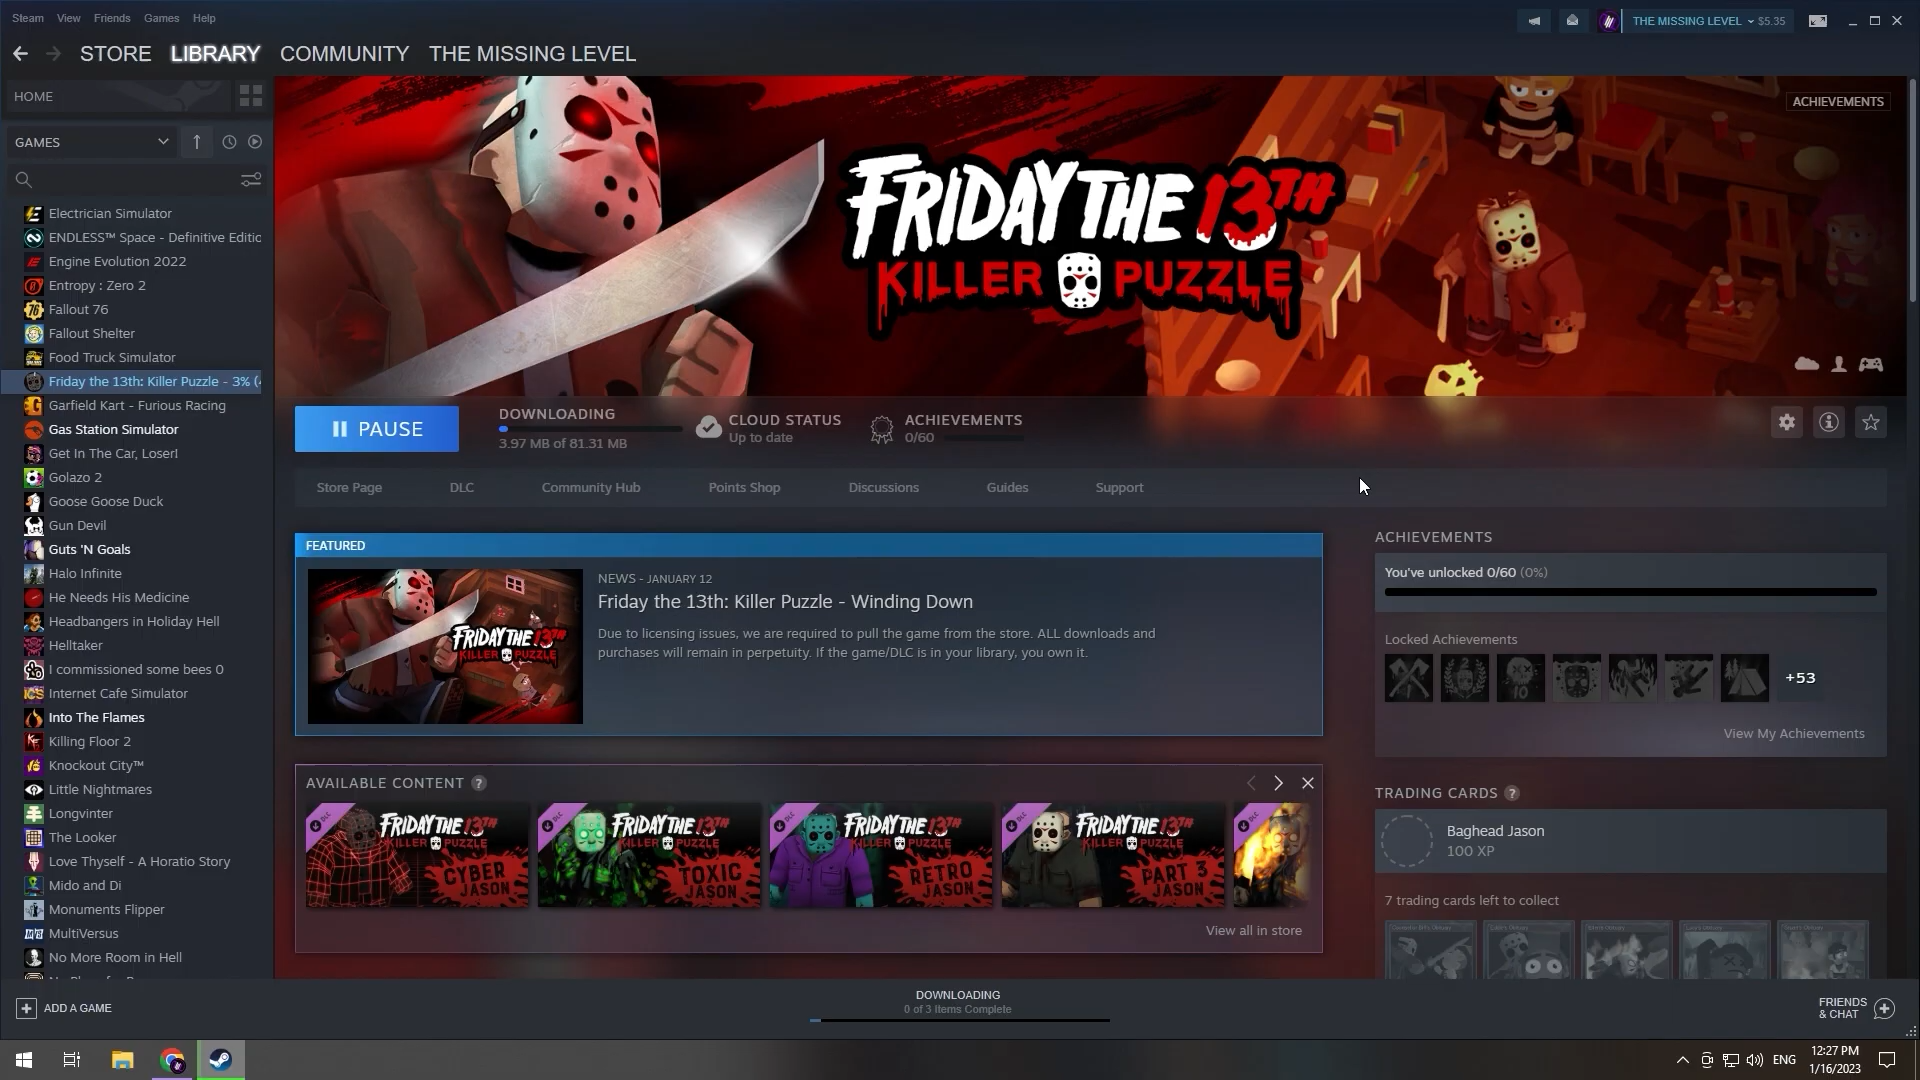 Steam View Friends Games Help
THE MISSING LEVEL $5.35
STORE LIBRARY COMMUNITY THE MISSING LEVEL
HOME
GAMES
Electrician Simulator
ENDLESS™ Space - Definitive Editio
Engine Evolution 2022
Entropy : Zero 2
Fallout 76
Fallout Shelter
Food Truck Simulator
Friday the 13th: Killer Puzzle - 3% (
Garfield Kart - Furious Racing
Gas Station Simulator
Get In The Car, Loser!
Golazo 2
Goose Goose Duck
Gun Devil
Guts 'N Goals
Halo Infinite
He Needs His Medicine
Headbangers in Holiday Hell
Helltaker
I commissioned some bees 0
Internet Cafe Simulator
Into The Flames
Killing Floor 2
Knockout City™
Little Nightmares
Longvinter
The Looker
Love Thyself - A Horatio Story
Mido and Di
Monuments Flipper
MultiVersus
No More Room in Hell
ADD A GAME
ACHIEVEMENTS
FRIDAY THE 13TH
KILLER PUZZLE
PAUSE
DOWNLOADING
3.97 MB of 81.31 MB
CLOUD STATUS
Up to date
ACHIEVEMENTS
0/60
Store Page DLC Community Hub Points Shop Discussions Guides Support
FEATURED
FRIDAY THE 13TH
KILLER PUZZLE
NEWS - JANUARY 12
Friday the 13th: Killer Puzzle - Winding Down
Due to licensing issues, we are required to pull the game from the store. ALL downloads and
purchases will remain in perpetuity. If the game/DLC is in your library, you own it.
AVAILABLE CONTENT ?
DLC
FRIDAY THE 13TH
KILLER PUZZLE
CYBER
JASON
DLC
FRIDAY THE 13TH
KILLER PUZZLE
TOXIC
JASON
DLC
FRIDAY THE 13TH
KILLER PUZZLE
RETRO
JASON
DLC
FRIDAY THE 13TH
KILLER PUZZLE
PART 3
JASON
DLC
View all in store
ACHIEVEMENTS
You've unlocked 0/60 (0%)
Locked Achievements
10
+53
View My Achievements
TRADING CARDS ?
Baghead Jason
100 XP
7 trading cards left to collect
DOWNLOADING
0 of 3 Items Complete
FRIENDS
& CHAT
ENG
12:27 PM
1/16/2023